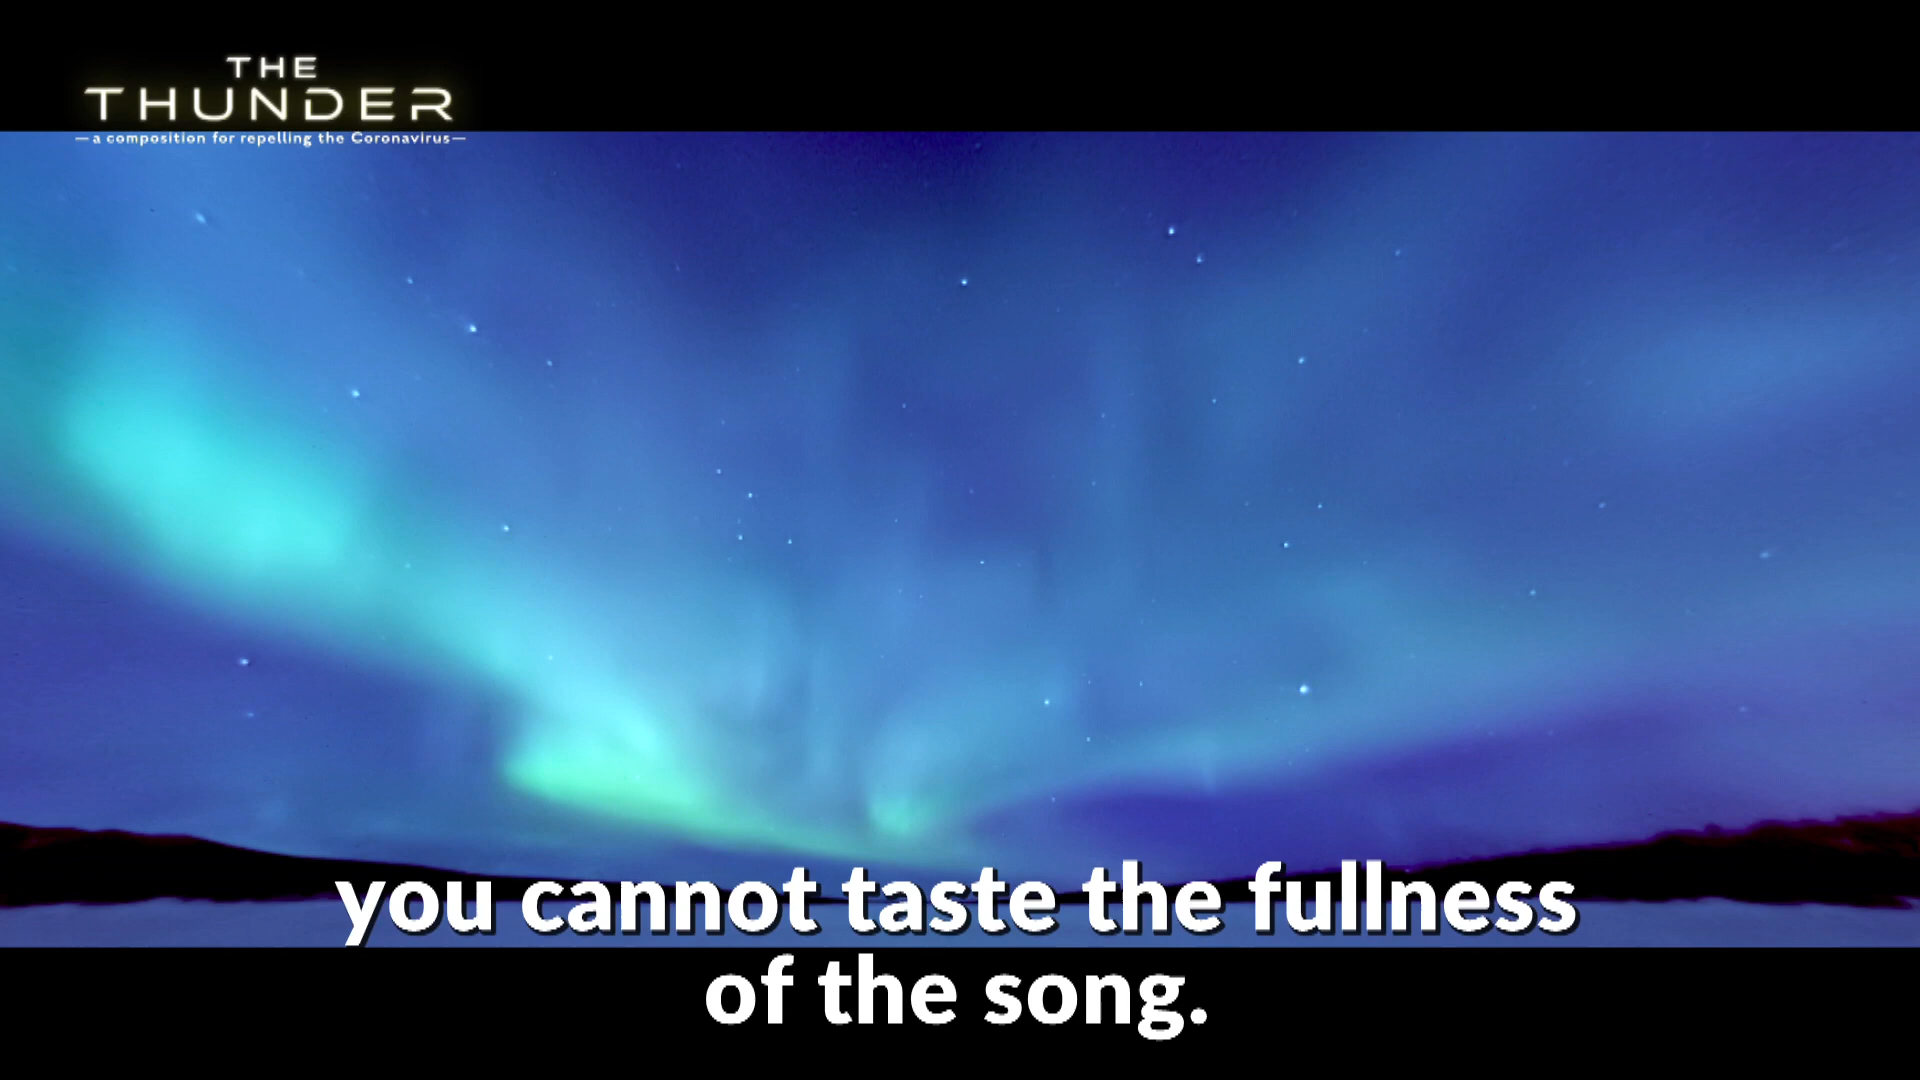 THE
THUNDER
—a composition for repelling the Coronavirus—
you cannot taste the fullness
of the song.